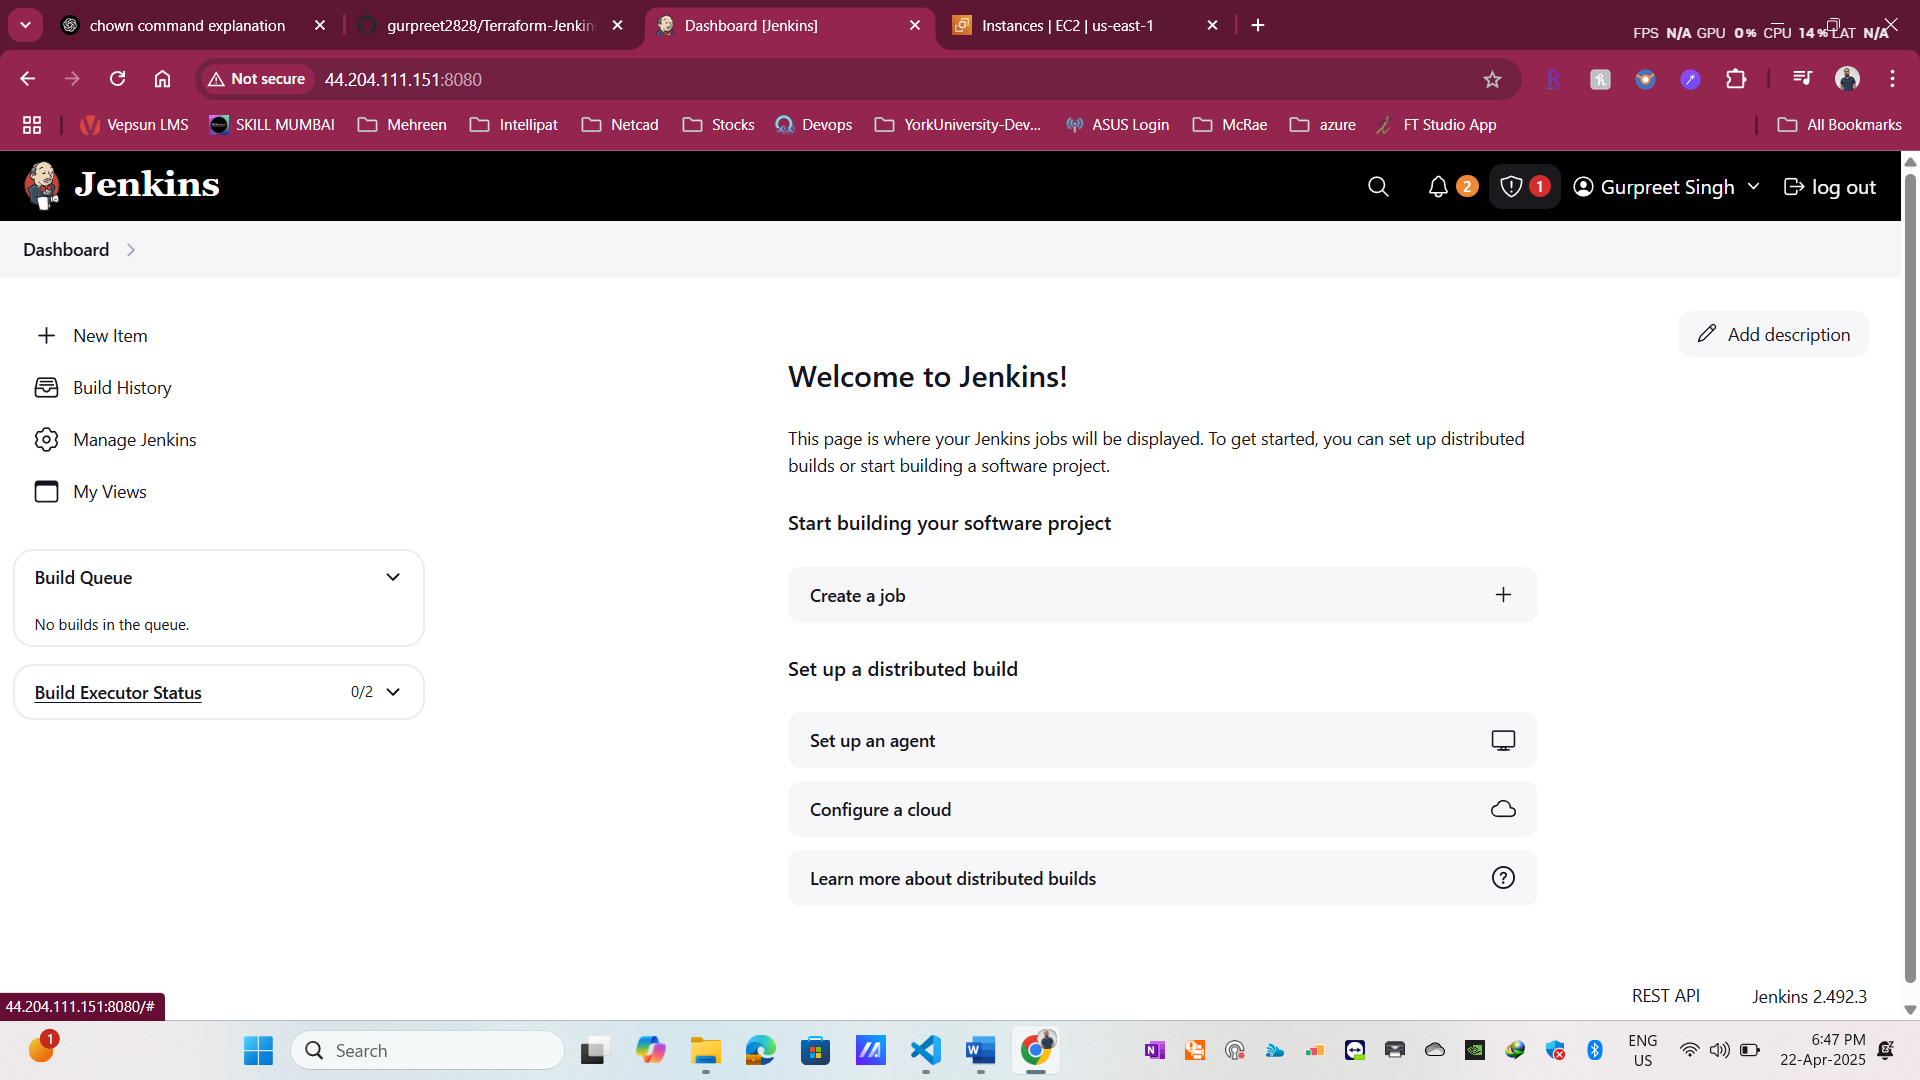 chown command explanation
gurpreet2828/Terraform-Jenkin
Dashboard [Jenkins]
Instances | EC2 | us-east-1
FPS N/A GPU 0% CPU 14% LAT N/A
Not secure
44.204.111.151:8080
Vepsun LMS
SKILL MUMBAI
Mehreen
Intellipat
Netcad
Stocks
Devops
YorkUniversity-Dev...
ASUS Login
McRae
azure
FT Studio App
All Bookmarks
Jenkins
2
1
Gurpreet Singh
log out
Dashboard
New Item
Build History
Manage Jenkins
My Views
Build Queue
No builds in the queue.
Build Executor Status
0/2
Add description
Welcome to Jenkins!
This page is where your Jenkins jobs will be displayed. To get started, you can set up distributed
builds or start building a software project.
Start building your software project
Create a job
Set up a distributed build
Set up an agent
Configure a cloud
Learn more about distributed builds
REST API
Jenkins 2.492.3
44.204.111.151:8080/#
1
Search
ENG
US
6:47 PM
22-Apr-2025